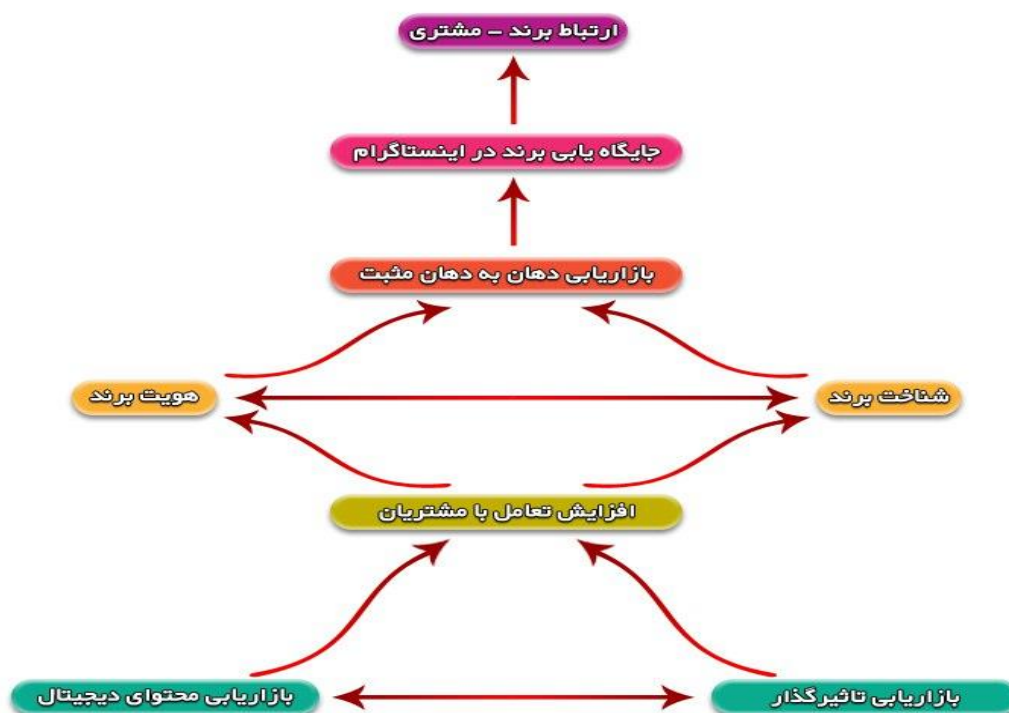 ارتباط برند – مشتری
جایگاه یابی برند در اینستاگرام
بازاریابی دهان به دهان مثبت
شناخت برند
هویت برند
افزایش تعامل با مشتریان
بازاریابی تاثیرگذار
بازاریابی محتوای دیجیتال